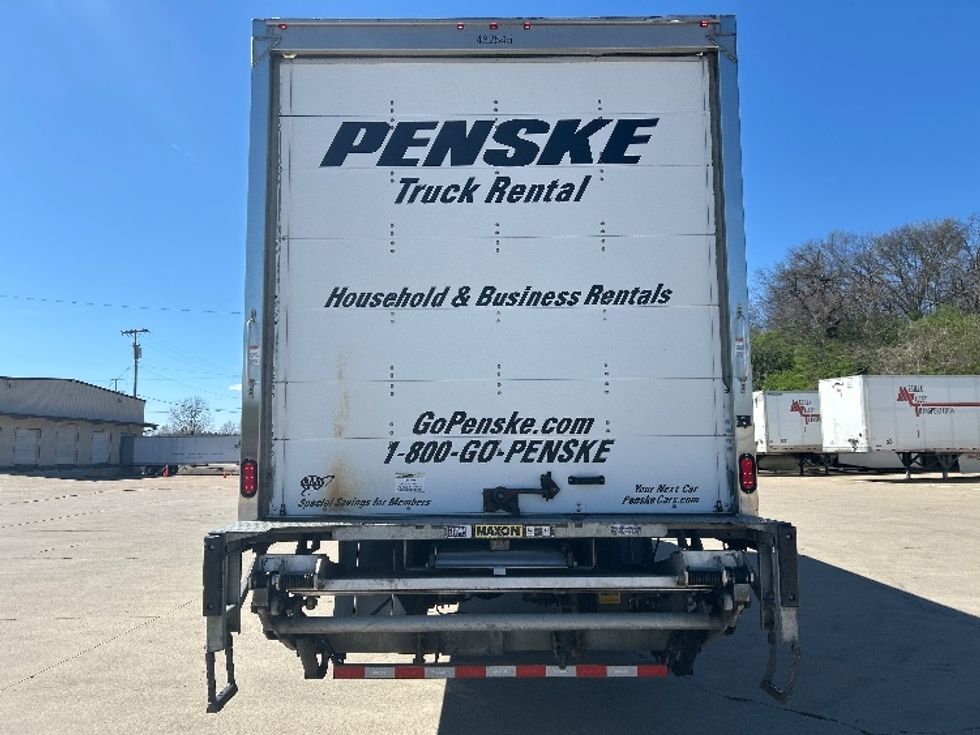 PENSKE
Truck Rental
Household & Business Rentals
GoPenske.com
1-800-GO-PENSKE
AAA
Special Savings for Members
Your Next Car
PenskeCars.com
MAXON